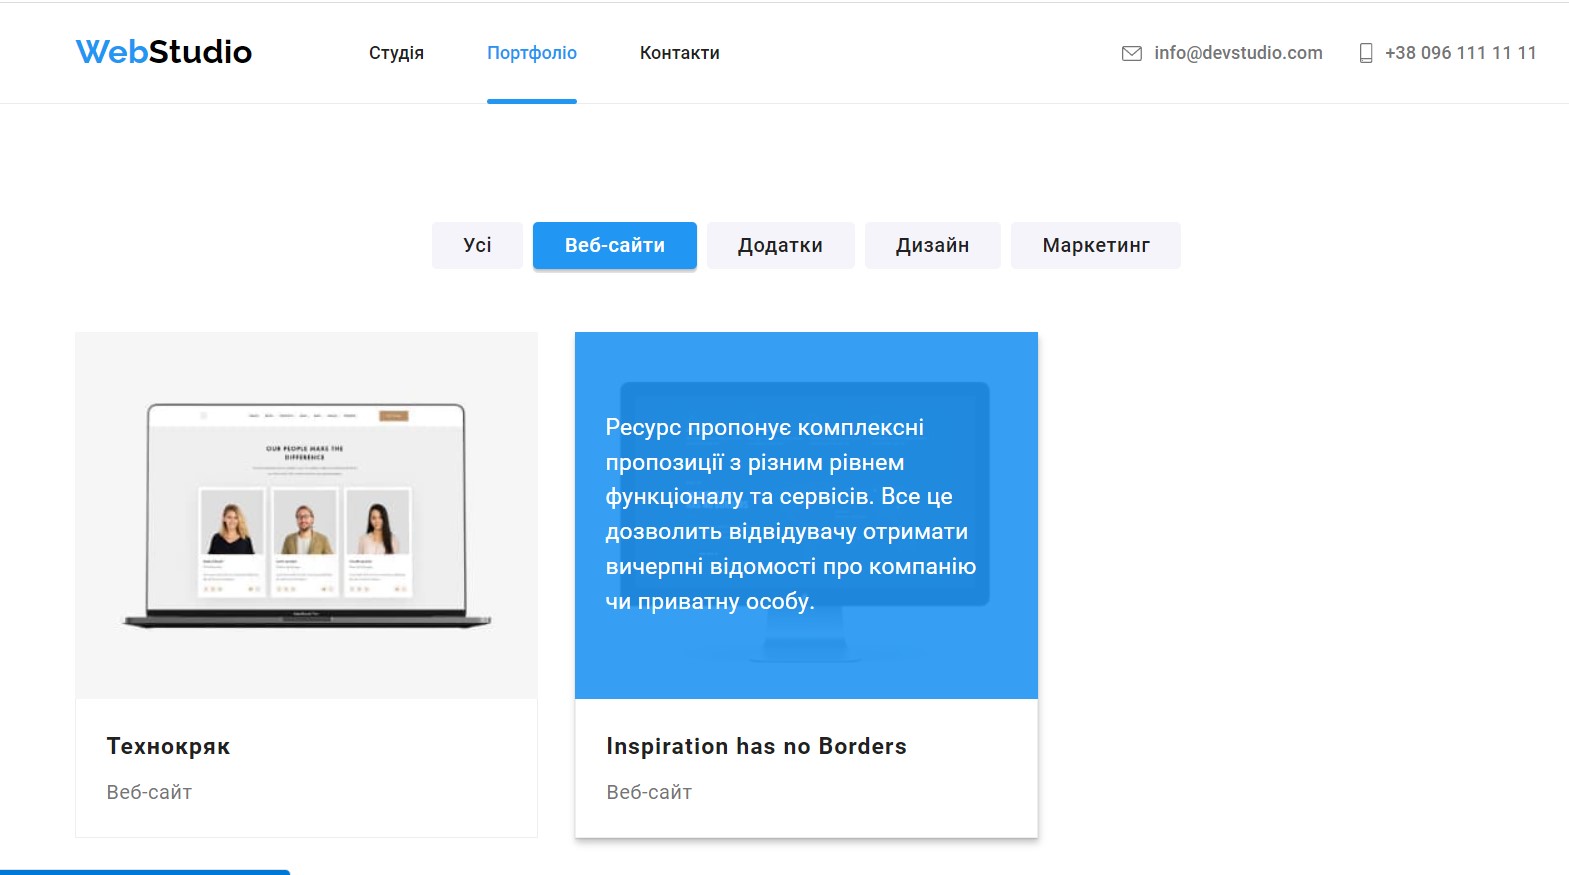 WebStudio
Студія
Портфоліо
Контакти
info@devstudio.com
+38 096 111 11 11
Усі
Веб-сайти
Додатки
Дизайн
Маркетинг
OUR PEOPLE MAKE THE
DIFFERENCE
Ресурс пропонує комплексні
пропозиції з різним рівнем
функціоналу та сервісів. Все це
дозволить відвідувачу отримати
вичерпні відомості про компанію
чи приватну особу.
Технокряк
Веб-сайт
Inspiration has no Borders
Веб-сайт